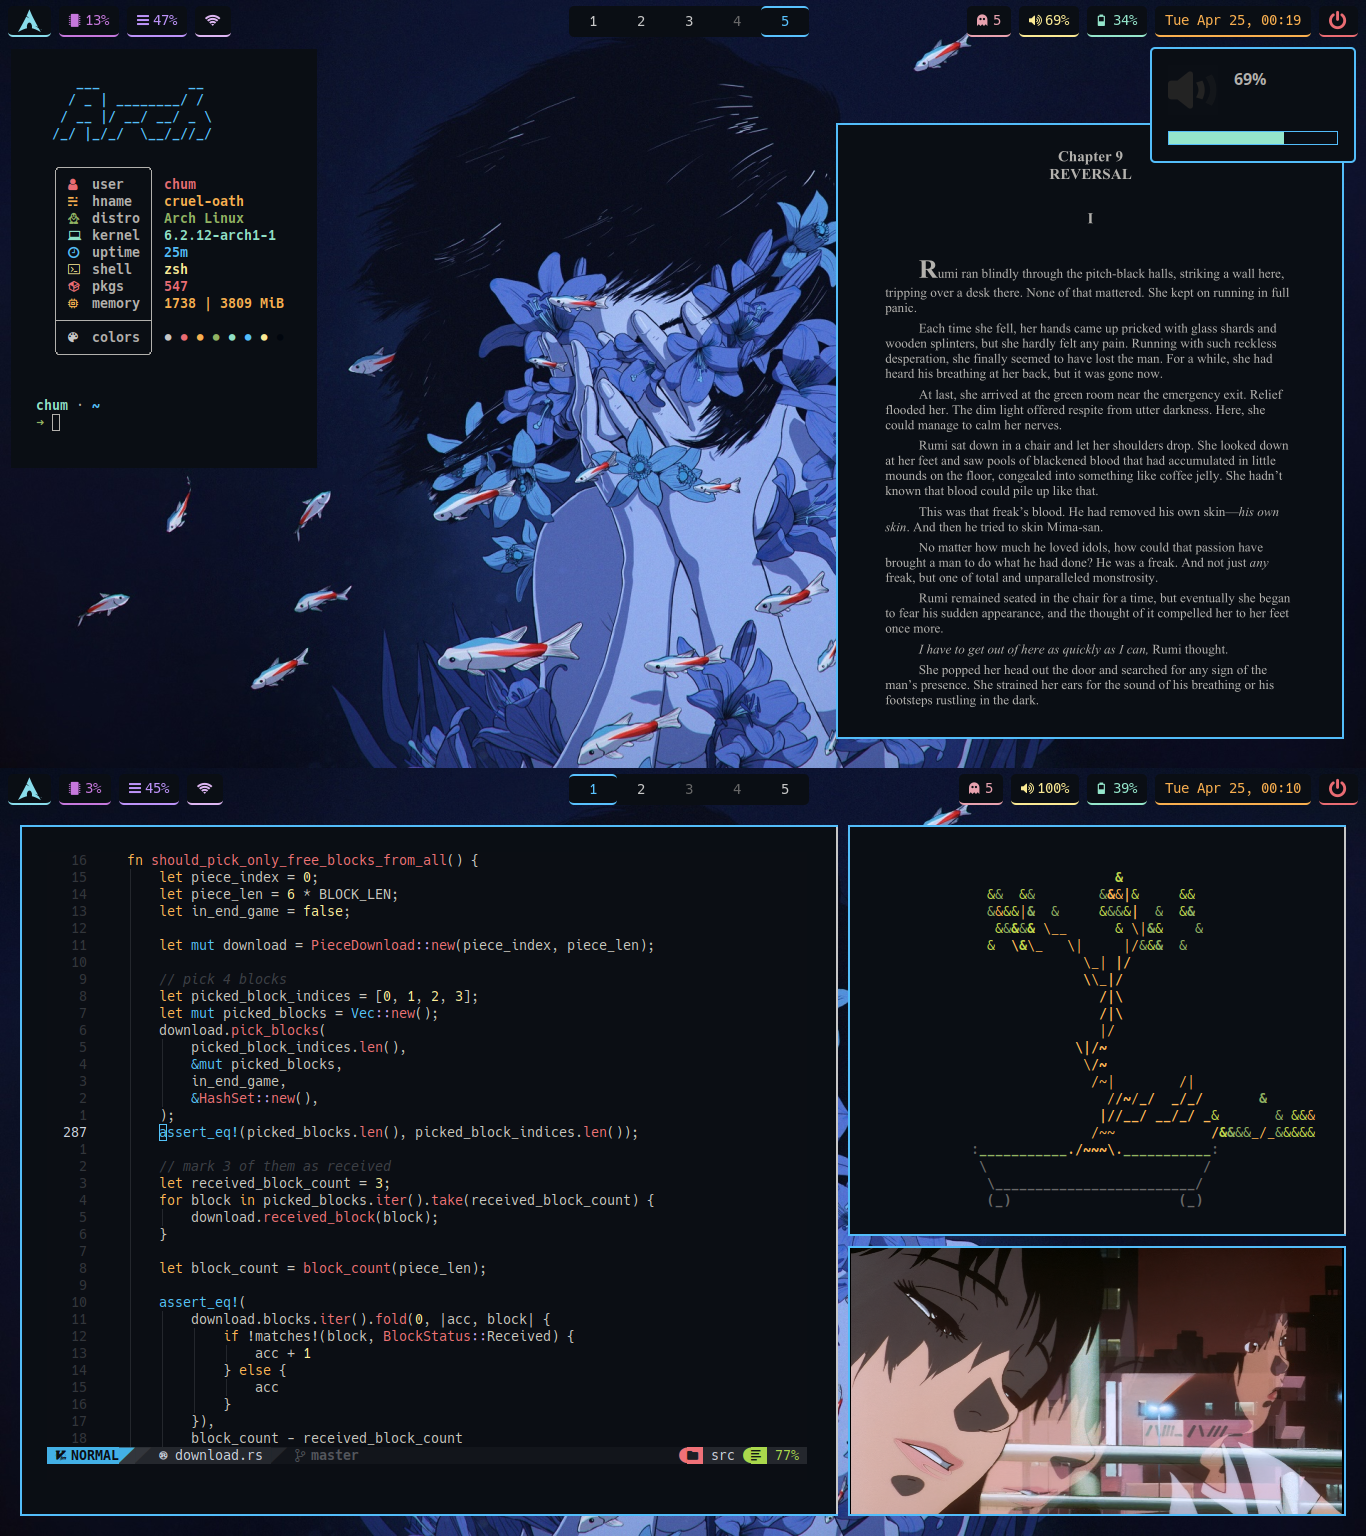 13%
47%
1 2 3 4 5
5
69%
34%
Tue Apr 25, 00:19
69%
user chum
hname cruel-oath
distro Arch Linux
kernel 6.2.12-arch1-1
uptime 25m
shell zsh
pkgs 547
memory 1738 | 3809 MiB
colors
chum · ~
→
Chapter 9
REVERSAL
I
Rumi ran blindly through the pitch-black halls, striking a wall here,
tripping over a desk there. None of that mattered. She kept on running in full
panic.
Each time she fell, her hands came up pricked with glass shards and
wooden splinters, but she hardly felt any pain. Running with such reckless
desperation, she finally seemed to have lost the man. For a while, she had
heard his breathing at her back, but it was gone now.
At last, she arrived at the green room near the emergency exit. Relief
flooded her. The dim light offered respite from utter darkness. Here, she
could manage to calm her nerves.
Rumi sat down in a chair and let her shoulders drop. She looked down
at her feet and saw pools of blackened blood that had accumulated in little
mounds on the floor, congealed into something like coffee jelly. She hadn’t
known that blood could pile up like that.
This was that freak’s blood. He had removed his own skin—his own
skin. And then he tried to skin Mima-san.
No matter how much he loved idols, how could that passion have
brought a man to do what he had done? He was a freak. And not just any
freak, but one of total and unparalleled monstrosity.
Rumi remained seated in the chair for a time, but eventually she began
to fear his sudden appearance, and the thought of it compelled her to her feet
once more.
I have to get out of here as quickly as I can, Rumi thought.
She popped her head out the door and searched for any sign of the
man’s presence. She strained her ears for the sound of his breathing or his
footsteps rustling in the dark.
3%
45%
1 2 3 4 5
5
100%
39%
Tue Apr 25, 00:10
16 fn should_pick_only_free_blocks_from_all() {
15 let piece_index = 0;
14 let piece_len = 6 * BLOCK_LEN;
13 let in_end_game = false;
12
11 let mut download = PieceDownload::new(piece_index, piece_len);
10
9 // pick 4 blocks
8 let picked_block_indices = [0, 1, 2, 3];
7 let mut picked_blocks = Vec::new();
6 download.pick_blocks(
5 picked_block_indices.len(),
4 &mut picked_blocks,
3 in_end_game,
2 &HashSet::new(),
1 );
287 assert_eq!(picked_blocks.len(), picked_block_indices.len());
1
2 // mark 3 of them as received
3 let received_block_count = 3;
4 for block in picked_blocks.iter().take(received_block_count) {
5 download.received_block(block);
6 }
7
8 let block_count = block_count(piece_len);
9
10 assert_eq!(
11 download.blocks.iter().fold(0, |acc, block| {
12 if !matches!(block, BlockStatus::Received) {
13 acc + 1
14 } else {
15 acc
16 }
17 }),
18 block_count - received_block_count
NORMAL download.rs master src 77%